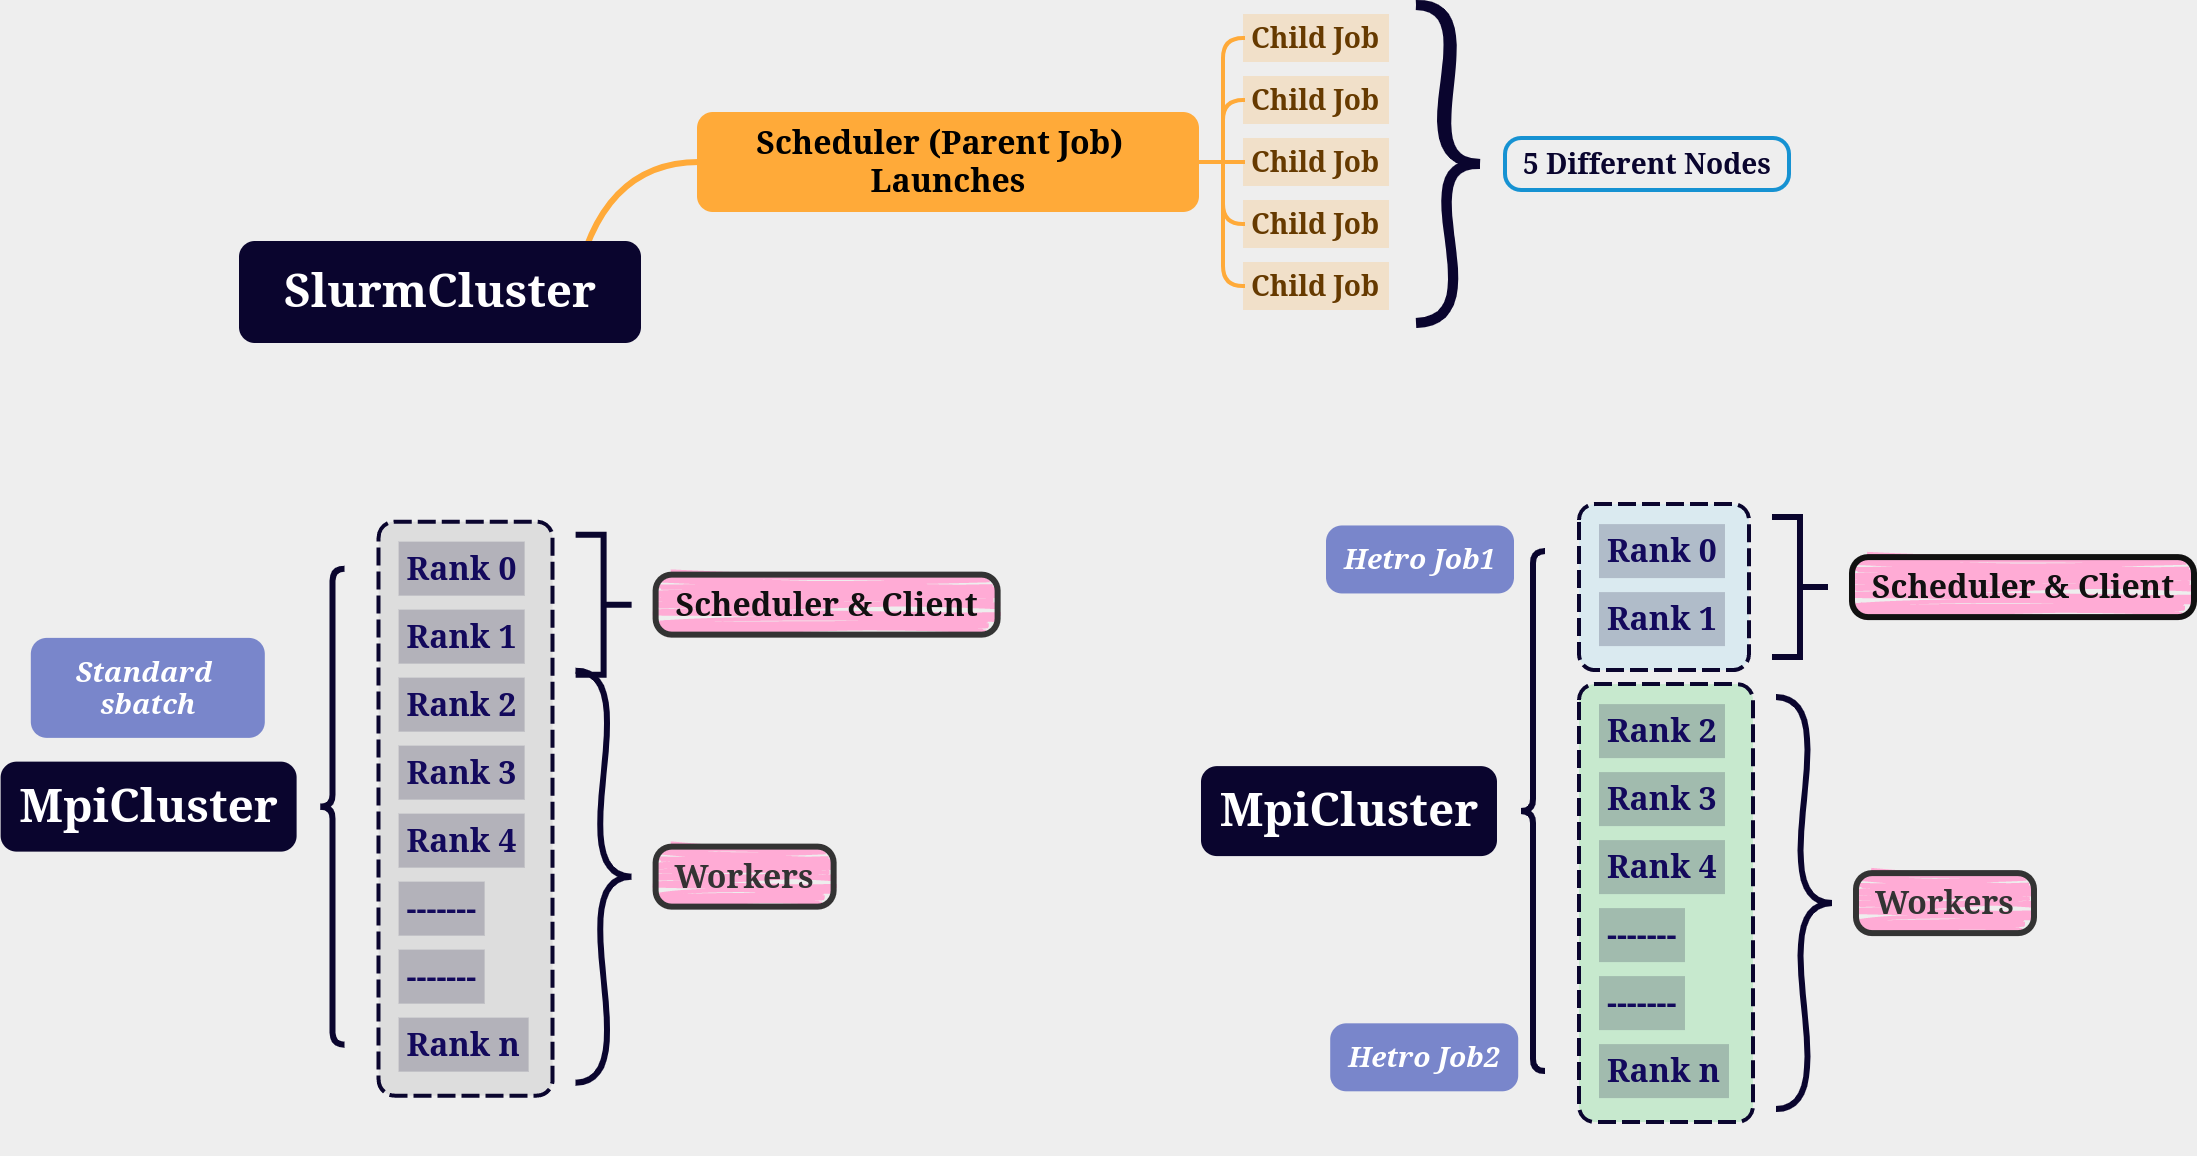 Child Job
Child Job
Scheduler (Parent Job)
Launches
Child Job
5 Different Nodes
Child Job
Child Job
SlurmCluster
Standard
sbatch
MpiCluster
Rank 0
Rank 1
Rank 2
Rank 3
Rank 4
-------
-------
Rank n
Scheduler & Client
Workers
Hetro Job1
MpiCluster
Hetro Job2
Rank 0
Rank 1
Rank 2
Rank 3
Rank 4
-------
-------
Rank n
Scheduler & Client
Workers